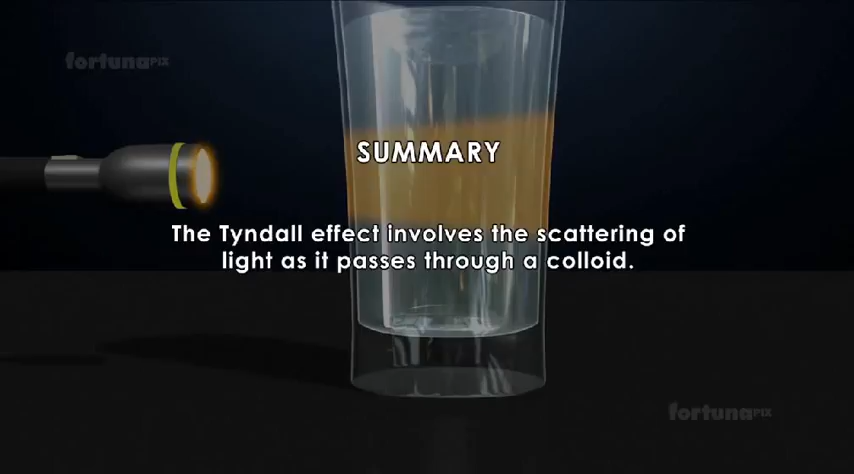 fortunaPIX
SUMMARY
The Tyndall effect involves the scattering of
light as it passes through a colloid.
fortunaPIX